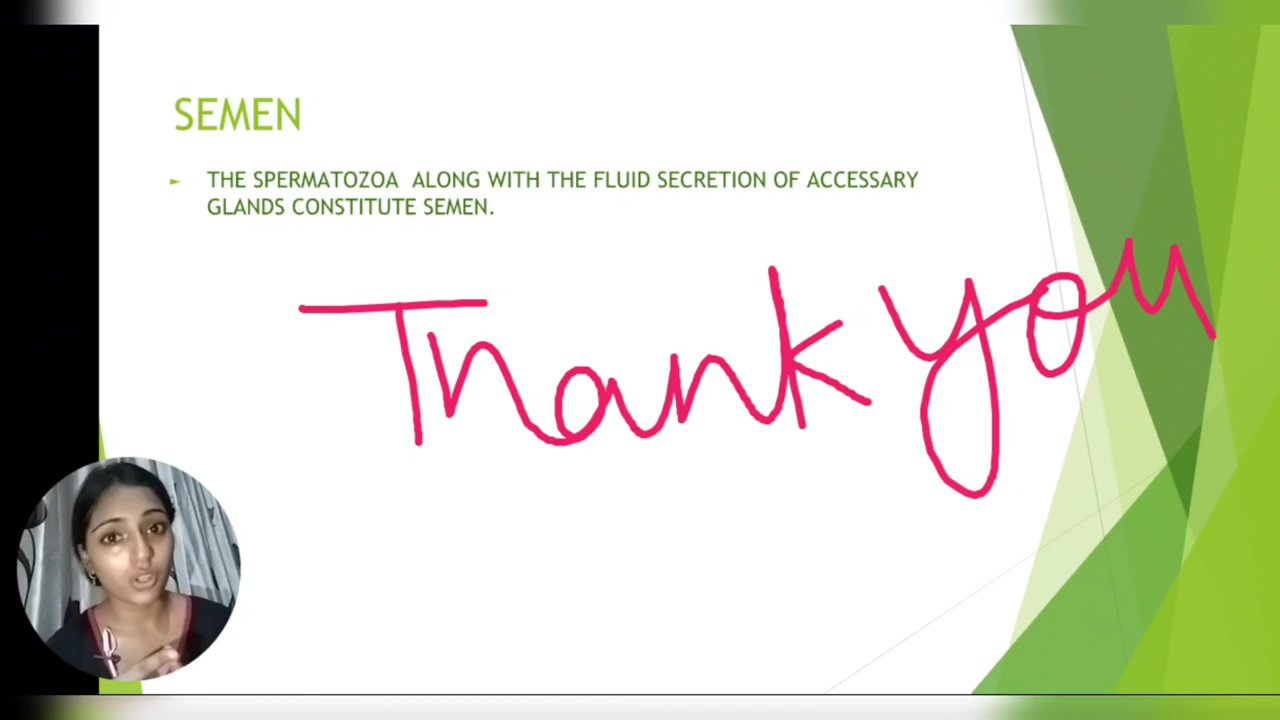 SEMEN
► THE SPERMATOZOA ALONG WITH THE FLUID SECRETION OF ACCESSARY
GLANDS CONSTITUTE SEMEN.
Thank you